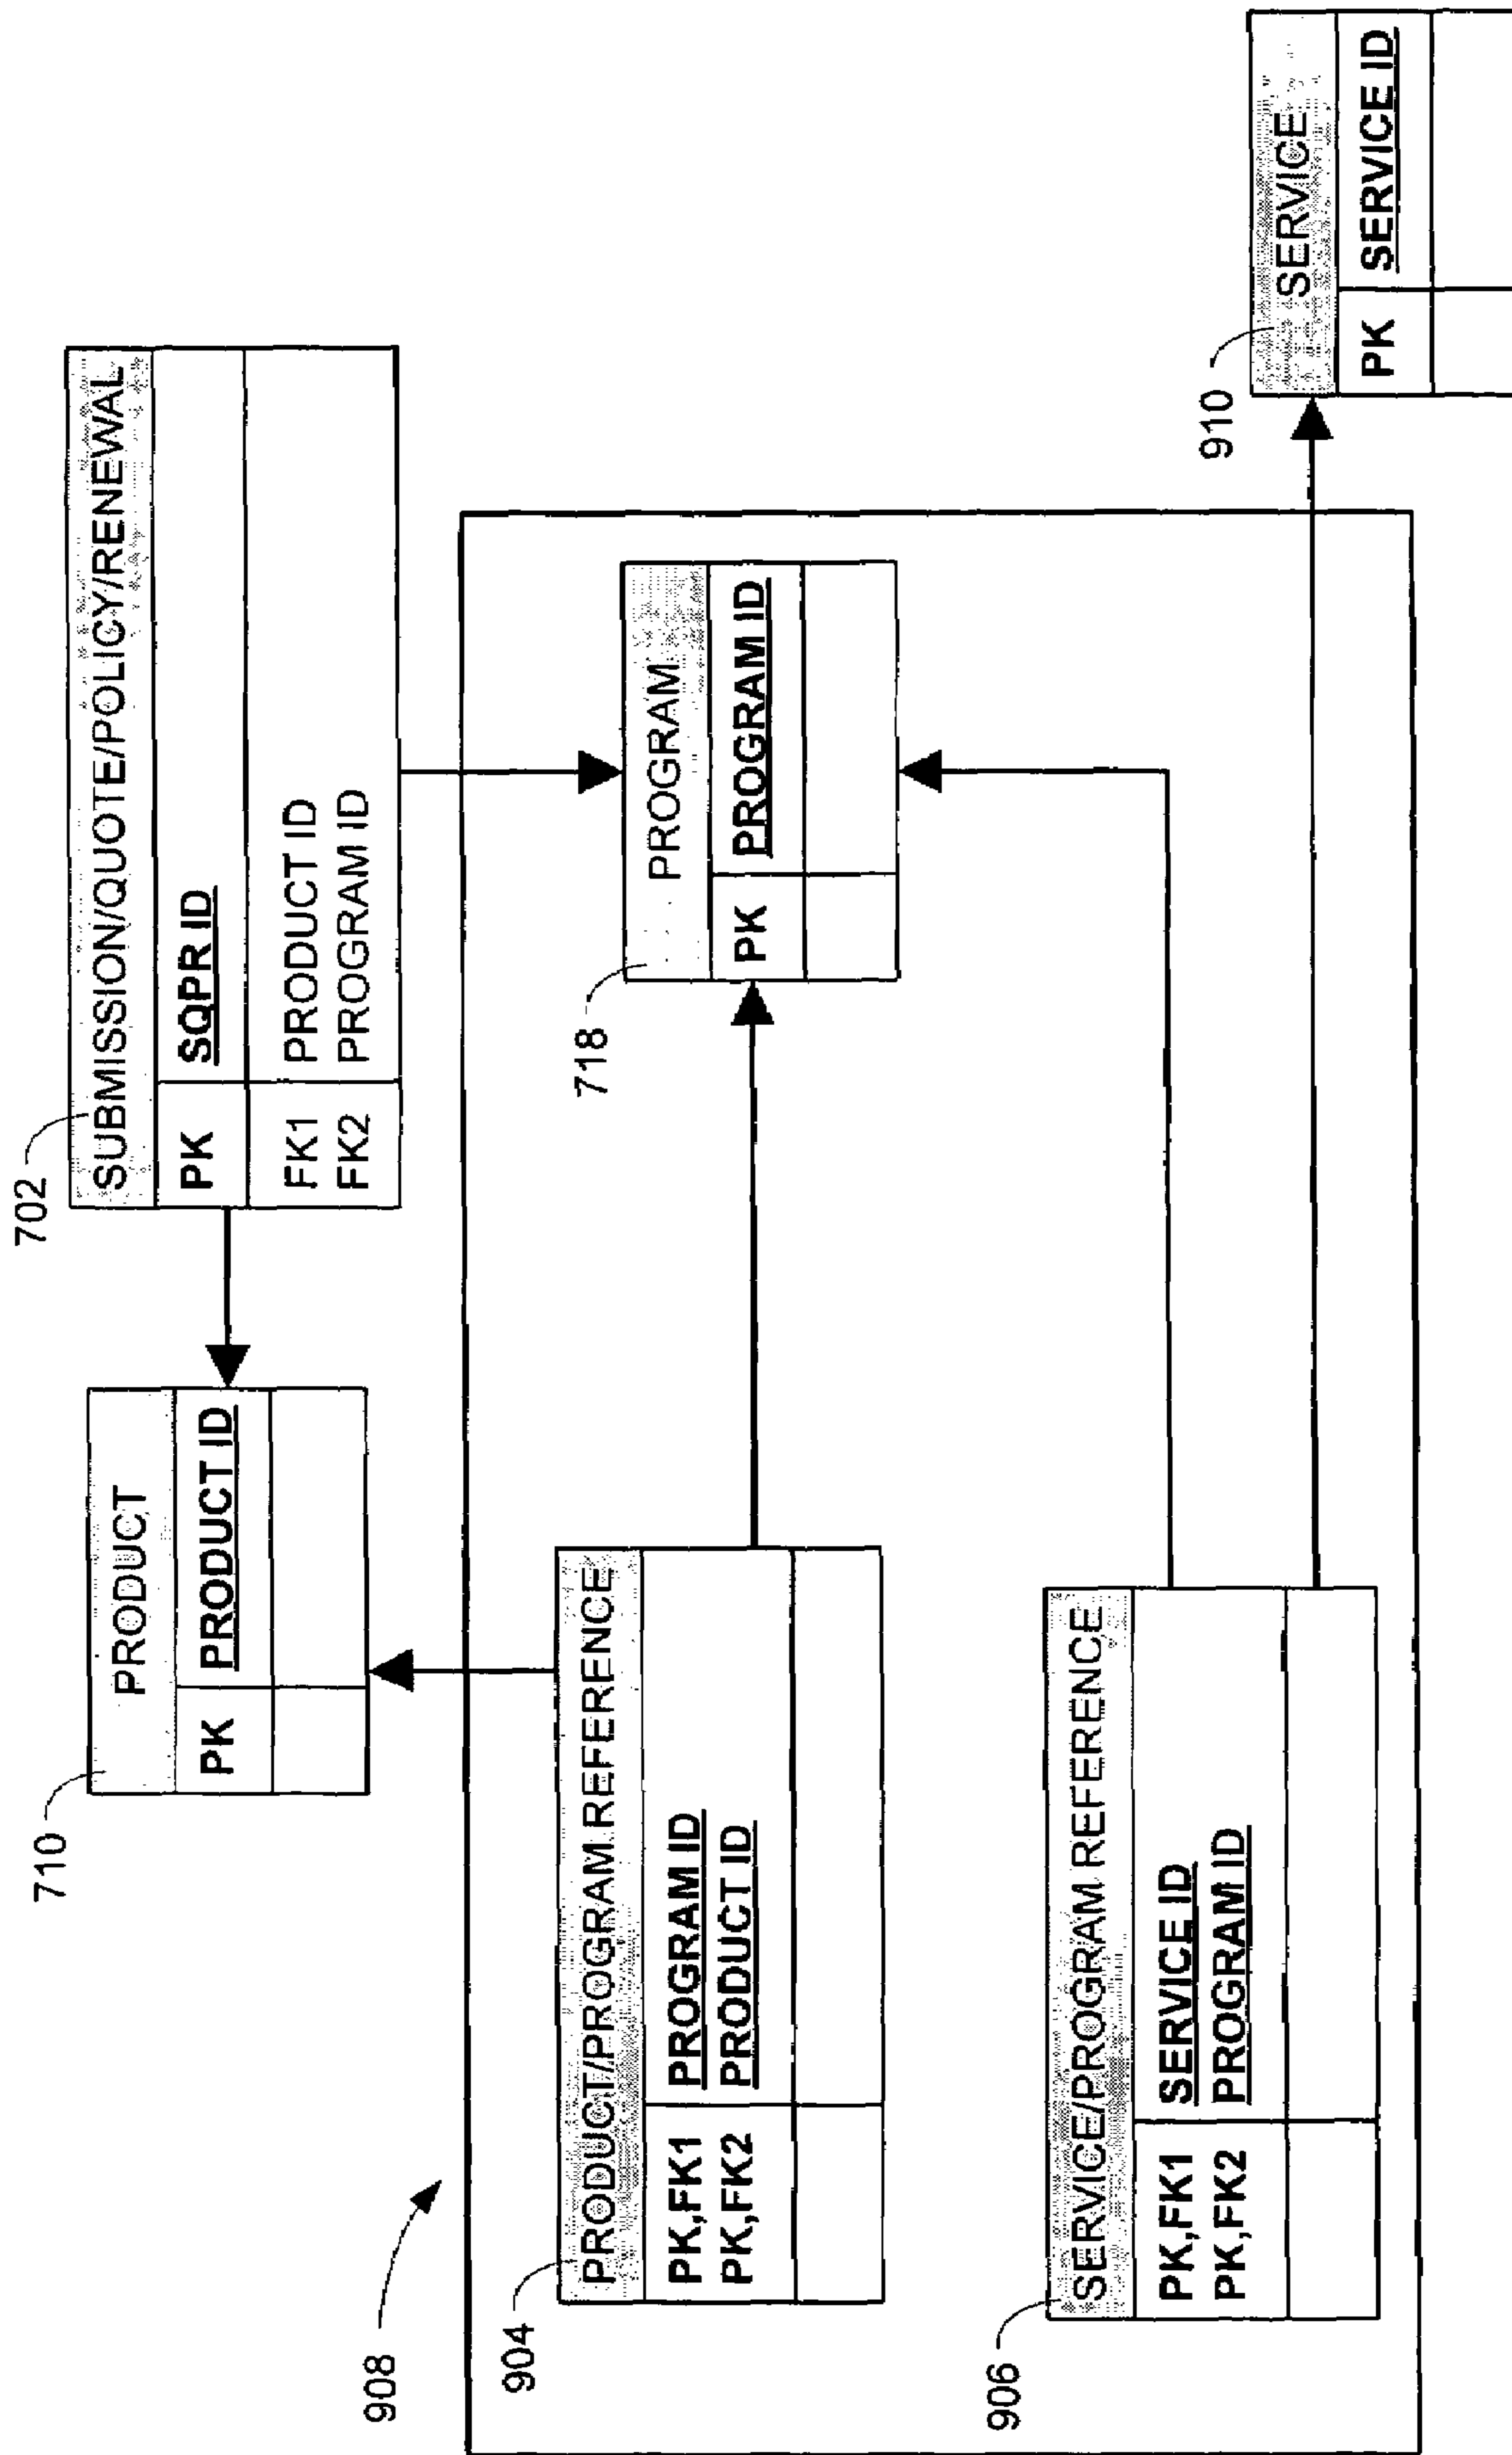 702
SUBMISSION/QUOTE/POLICY/RENEWAL
PK SQPR ID
FK1 PRODUCT ID
FK2 PROGRAM ID
710
PRODUCT
PK PRODUCT ID
908
904
PRODUCT/PROGRAM REFERENCE
PK,FK1 PROGRAM ID
PK,FK2 PRODUCT ID
718
PROGRAM
PK PROGRAM ID
906
SERVICE/PROGRAM REFERENCE
PK,FK1 SERVICE ID
PK,FK2 PROGRAM ID
910
SERVICE
PK SERVICE ID